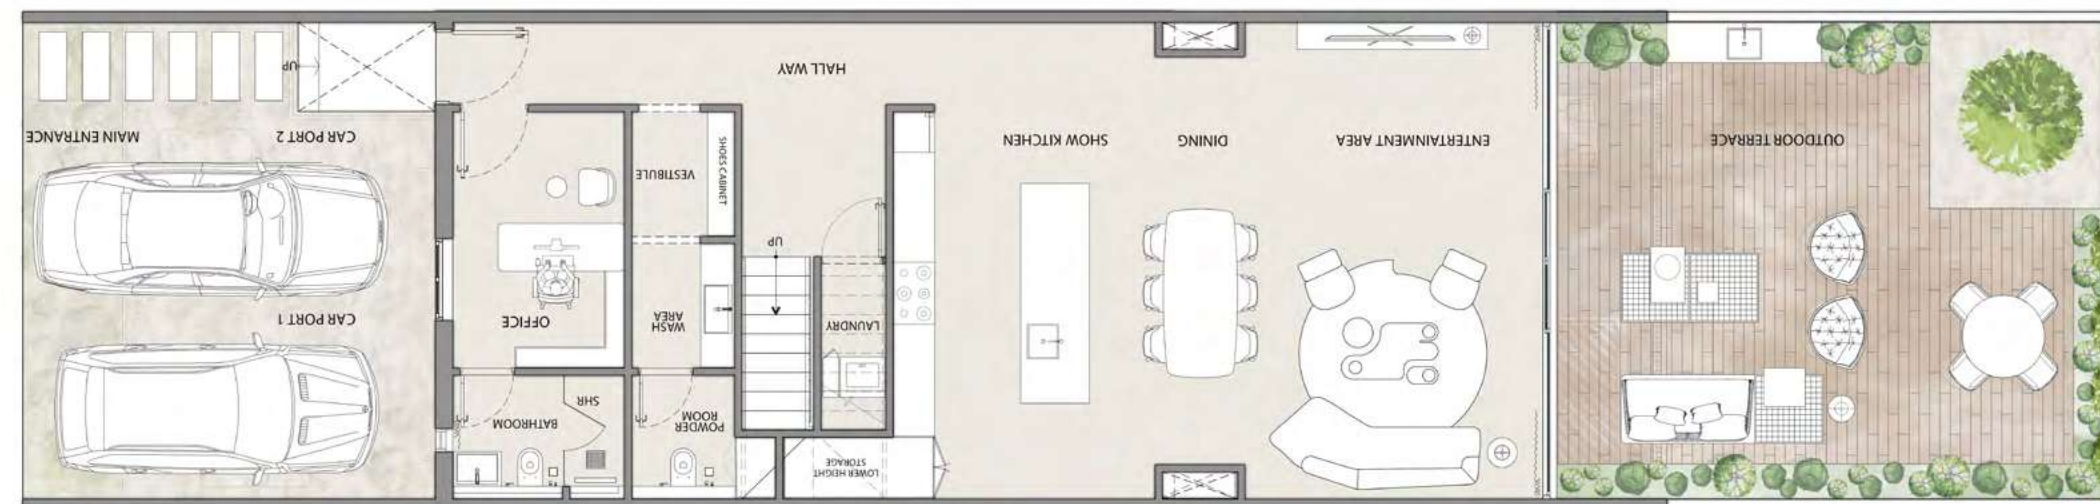 UP
HALL WAY
MAIN ENTRANCE
CAR PORT 2
SHOW KITCHEN
DINING
ENTERTAINMENT AREA
OUTDOOR TERRACE
VESTIBULE
SHOES CABINET
UP
CAR PORT 1
OFFICE
WASH
AREA
LAUNDRY
SHR
BATHROOM
POWDER
ROOM
LOWER HEIGHT
STORAGE